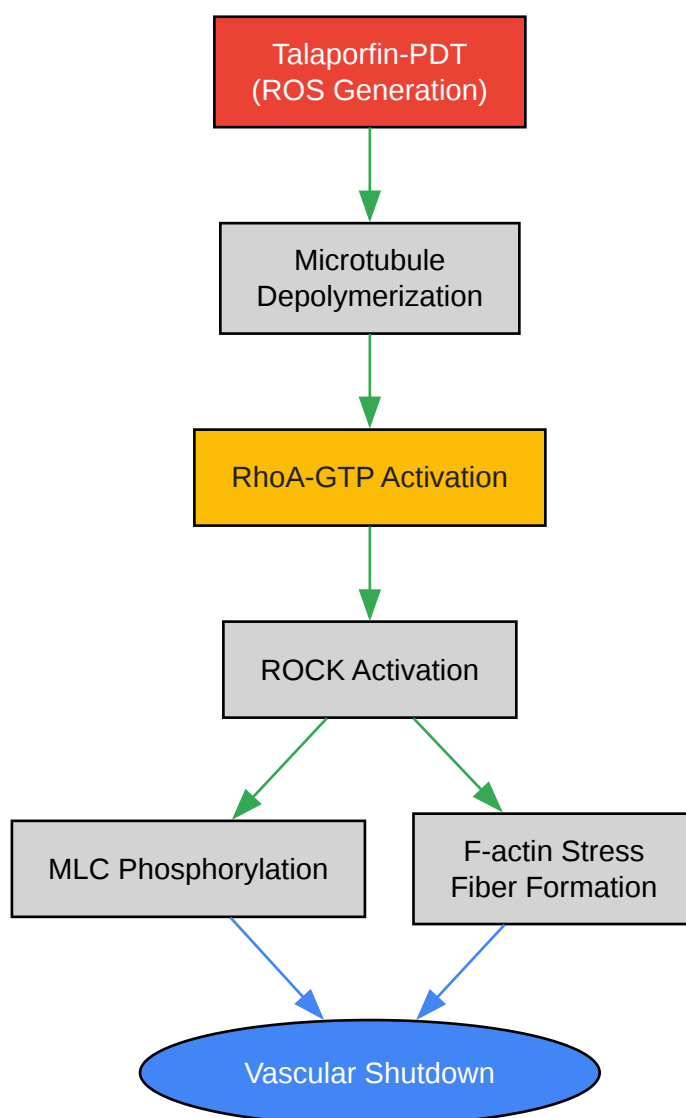 Talaporfin-PDT
(ROS Generation)
Microtubule
Depolymerization
RhoA-GTP Activation
ROCK Activation
MLC Phosphorylation
F-actin Stress
Fiber Formation
Vascular Shutdown